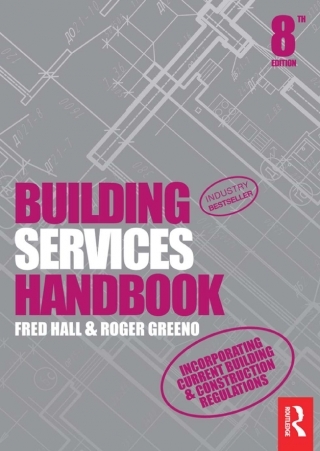 8TH
EDITION
INDUSTRY
BESTSELLER
BUILDING
SERVICES
HANDBOOK
FRED HALL & ROGER GREENO
INCORPORATING
CURRENT BUILDING
& CONSTRUCTION
REGULATIONS
ROUTLEDGE